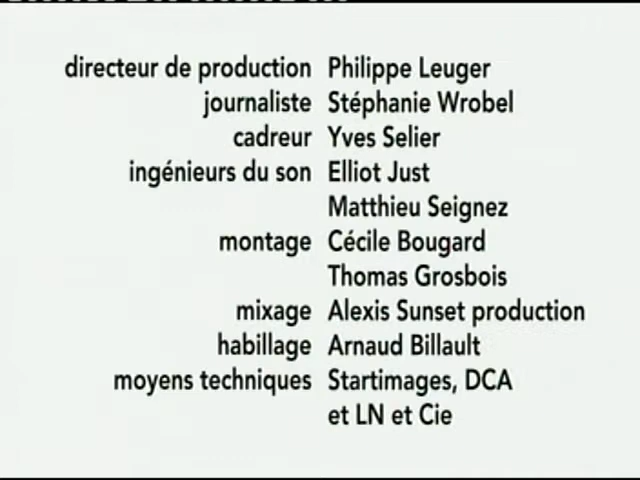 directeur de production Philippe Leuger
journaliste Stéphanie Wrobel
cadreur Yves Selier
ingénieurs du son Elliot Just
Matthieu Seignez
montage Cécile Bougard
Thomas Grosbois
mixage Alexis Sunset production
habillage Arnaud Billault
moyens techniques Startimages, DCA
et LN et Cie